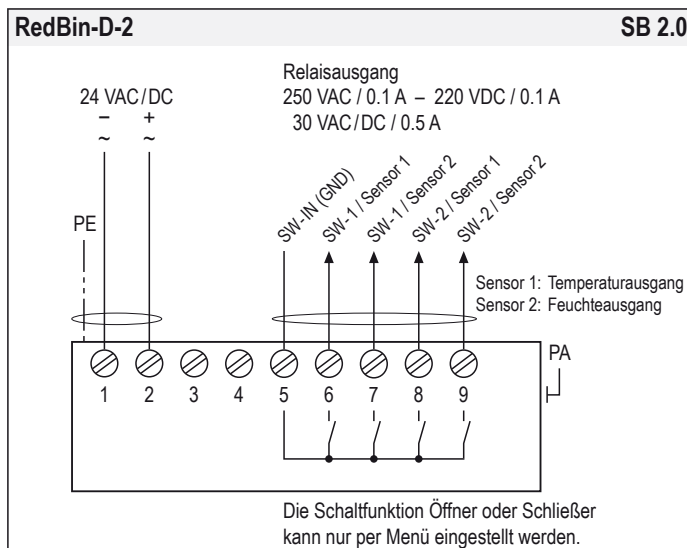 RedBin-D-2
SB 2.0
24 VAC/DC
– +
~ ~
Relaisausgang
250 VAC / 0.1 A – 220 VDC / 0.1 A
30 VAC/DC / 0.5 A
PE
SW-IN (GND)
SW-1 / Sensor 1
SW-1 / Sensor 2
SW-2 / Sensor 1
SW-2 / Sensor 2
Sensor 1: Temperaturausgang
Sensor 2: Feuchteausgang
PA
1 2 3 4 5 6 7 8 9
Die Schaltfunktion Öffner oder Schließer
kann nur per Menü eingestellt werden.